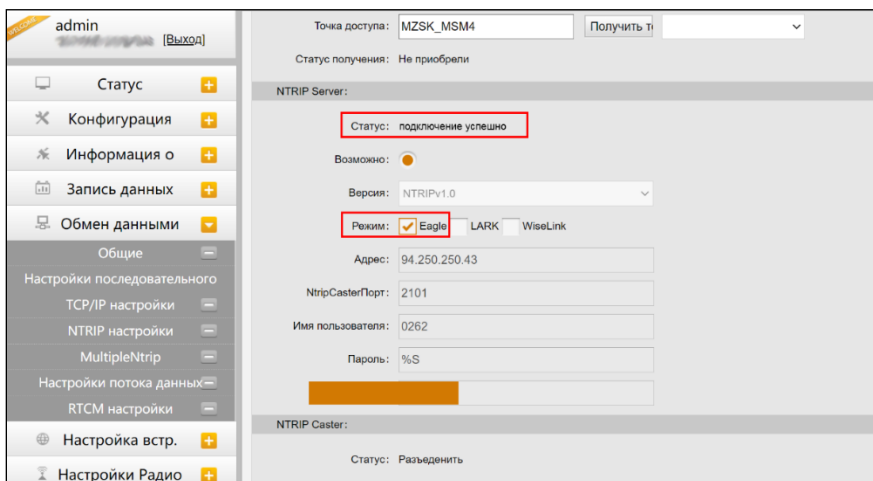 WELCOME
admin
[Выход]
Статус
Конфигурация
Информация о
Запись данных
Обмен данными
Общие
Настройки последовательного
TCP/IP настройки
NTRIP настройки
MultipleNtrip
Настройки потока данных
RTCM настройки
Настройка встр.
Настройки Радио
Точка доступа: MZSK_MSM4 Получить т
Статус получения: Не приобрели
NTRIP Server:
Статус: подключение успешно
Возможно:
Версия: NTRIPv1.0
Режим: Eagle LARK WiseLink
Адрес: 94.250.250.43
NtripCasterПорт: 2101
Имя пользователя: 0262
Пароль: %S
NTRIP Caster:
Статус: Разъеденить